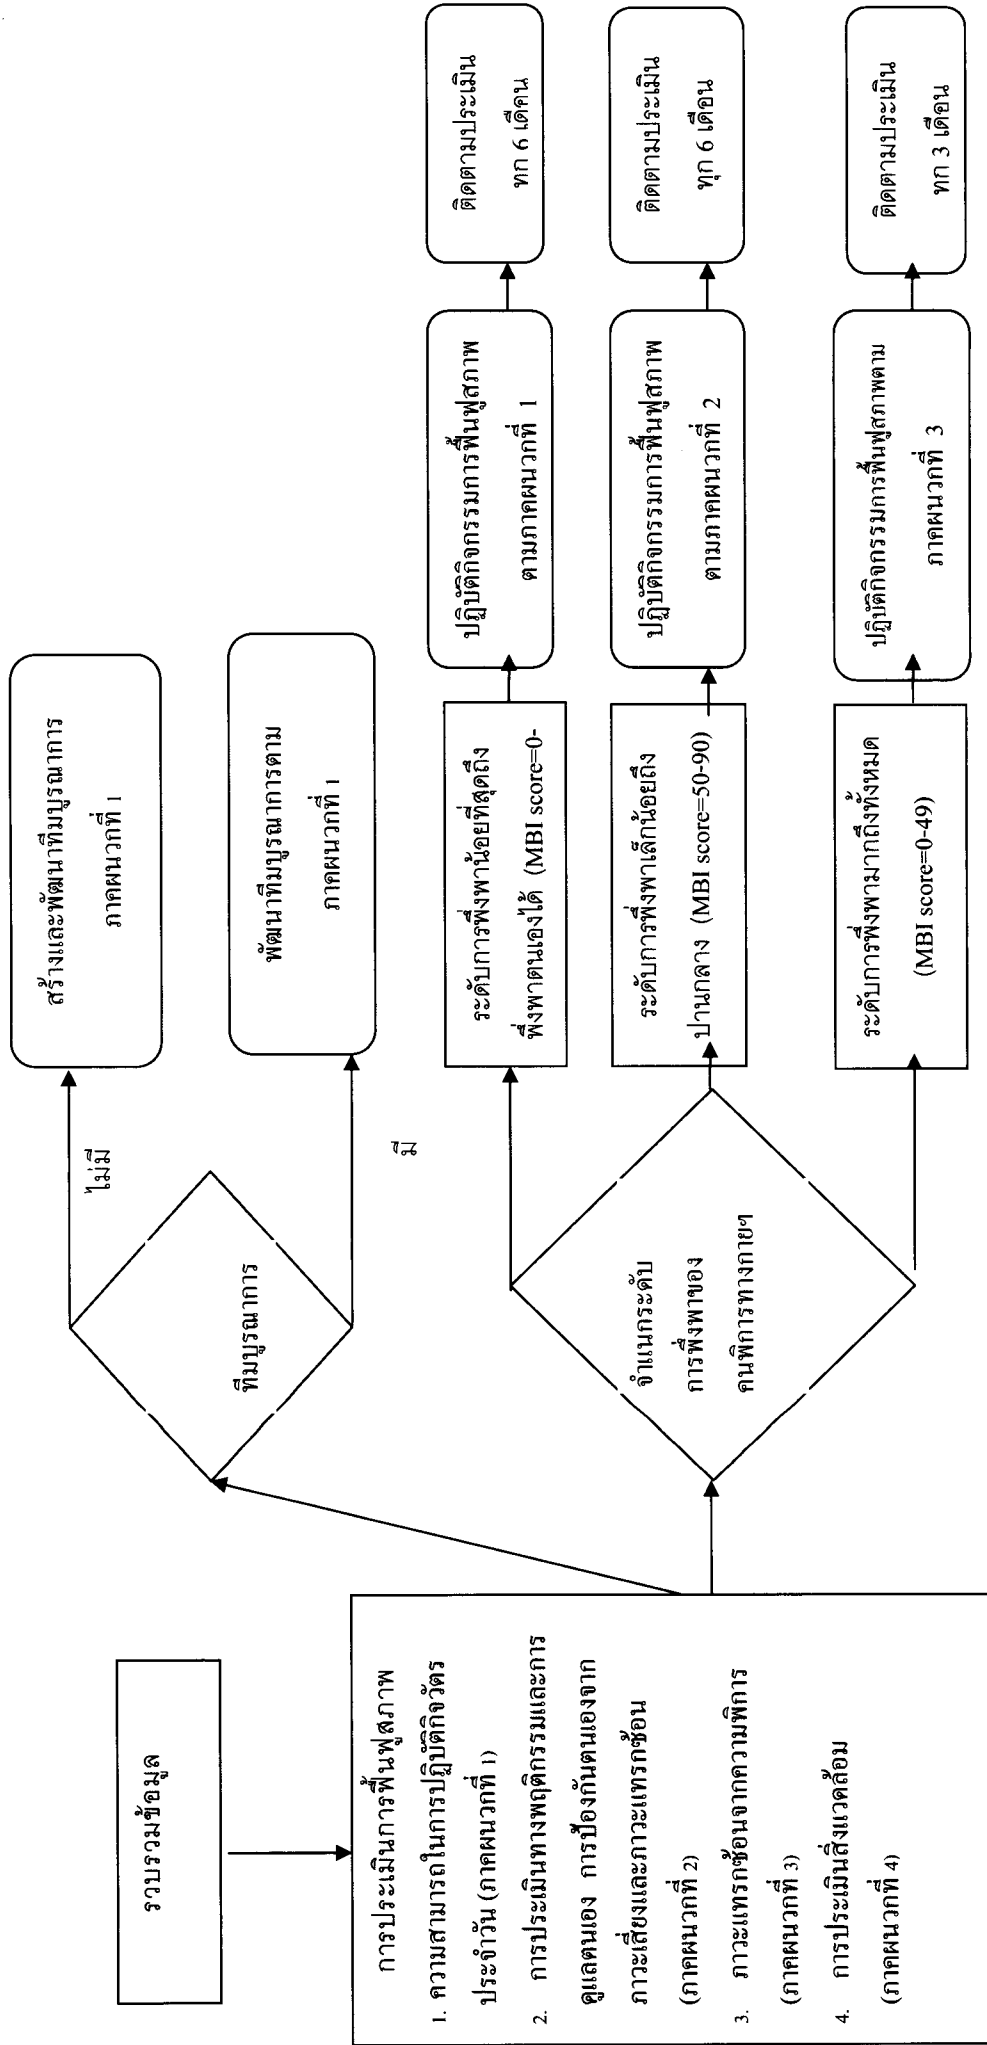 รวบรวมข้อมูล
การประเมินการฟื้นฟูสภาพ
1. ความสามารถในการปฏิบัติกิจวัตร
ประจำวัน (ภาคผนวกที่ 1)
2. การประเมินทางพฤติกรรมและการ
ดูแลตนเอง การป้องกันตนเองจาก
ภาวะเสี่ยงและภาวะแทรกซ้อน
(ภาคผนวกที่ 2)
3. ภาวะแทรกซ้อนจากความพิการ
(ภาคผนวกที่ 3)
4. การประเมินสิ่งแวดล้อม
(ภาคผนวกที่ 4)
ทีมบูรณาการ
ไม่มี
สร้างและพัฒนาทีมบูรณาการ
ภาคผนวกที่ 1
มี
พัฒนาทีมบูรณาการตาม
ภาคผนวกที่ 1
จำแนกระดับ
การพึ่งพาของ
คนพิการทางกายฯ
ระดับการพึ่งพาน้อยที่สุดถึง
พึ่งพาตนเองได้ (MBI score=0-
ปฏิบัติกิจกรรมการฟื้นฟูสภาพ
ตามภาคผนวกที่ 1
ติดตามประเมิน
ทุก 6 เดือน
ระดับการพึ่งพาเล็กน้อยถึง
ปานกลาง (MBI score=50-90)
ปฏิบัติกิจกรรมการฟื้นฟูสภาพ
ตามภาคผนวกที่ 2
ติดตามประเมิน
ทุก 6 เดือน
ระดับการพึ่งพามากถึงทั้งหมด
(MBI score=0-49)
ปฏิบัติกิจกรรมการฟื้นฟูสภาพตาม
ภาคผนวกที่ 3
ติดตามประเมิน
ทุก 3 เดือน